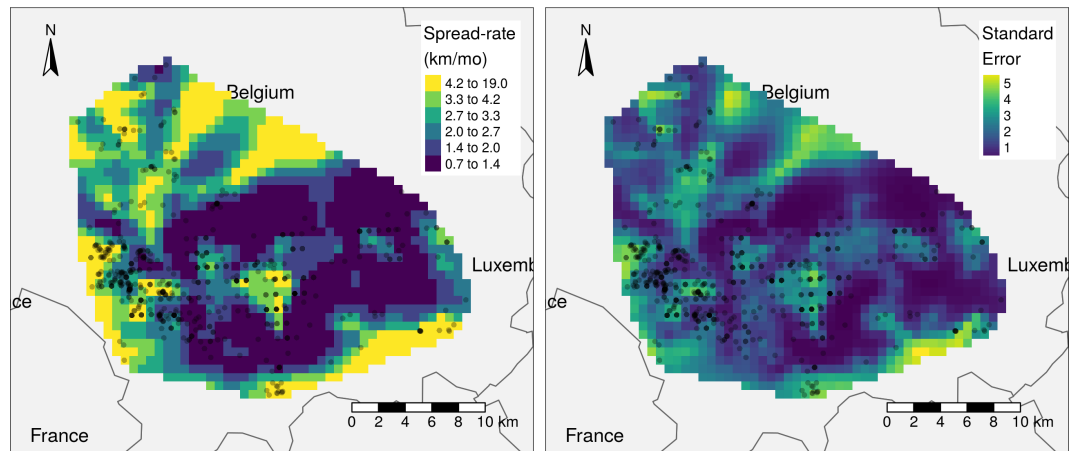 N
Spread-rate
(km/mo)
4.2 to 19.0
3.3 to 4.2
2.7 to 3.3
2.0 to 2.7
1.4 to 2.0
0.7 to 1.4
Belgium
Luxemb
ce
0 2 4 6 8 10 km
France
N
Standard
Error
5
4
3
2
1
Belgium
Luxemb
ce
0 2 4 6 8 10 km
France